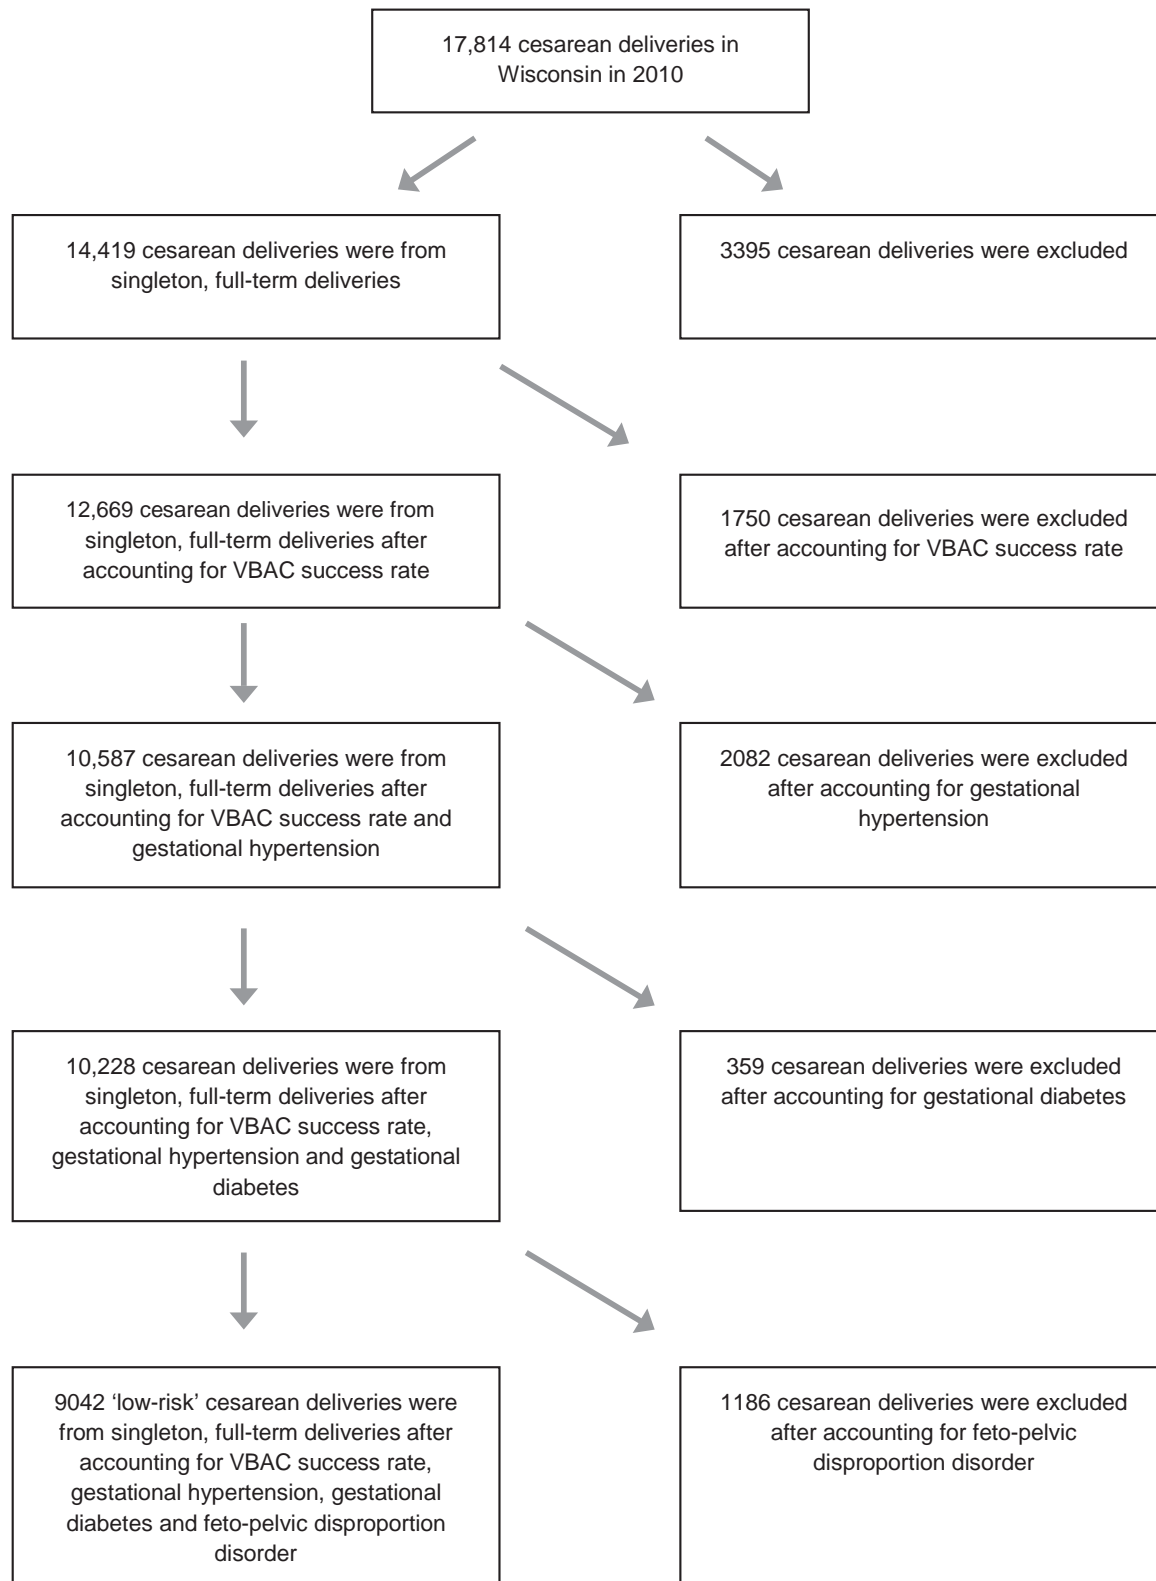 17,814 cesarean deliveries in
Wisconsin in 2010
14,419 cesarean deliveries were from
singleton, full-term deliveries
3395 cesarean deliveries were excluded
12,669 cesarean deliveries were from
singleton, full-term deliveries after
accounting for VBAC success rate
1750 cesarean deliveries were excluded
after accounting for VBAC success rate
10,587 cesarean deliveries were from
singleton, full-term deliveries after
accounting for VBAC success rate and
gestational hypertension
2082 cesarean deliveries were excluded
after accounting for gestational
hypertension
10,228 cesarean deliveries were from
singleton, full-term deliveries after
accounting for VBAC success rate,
gestational hypertension and gestational
diabetes
359 cesarean deliveries were excluded
after accounting for gestational diabetes
9042 ‘low-risk’ cesarean deliveries were
from singleton, full-term deliveries after
accounting for VBAC success rate,
gestational hypertension, gestational
diabetes and feto-pelvic disproportion
disorder
1186 cesarean deliveries were excluded
after accounting for feto-pelvic
disproportion disorder